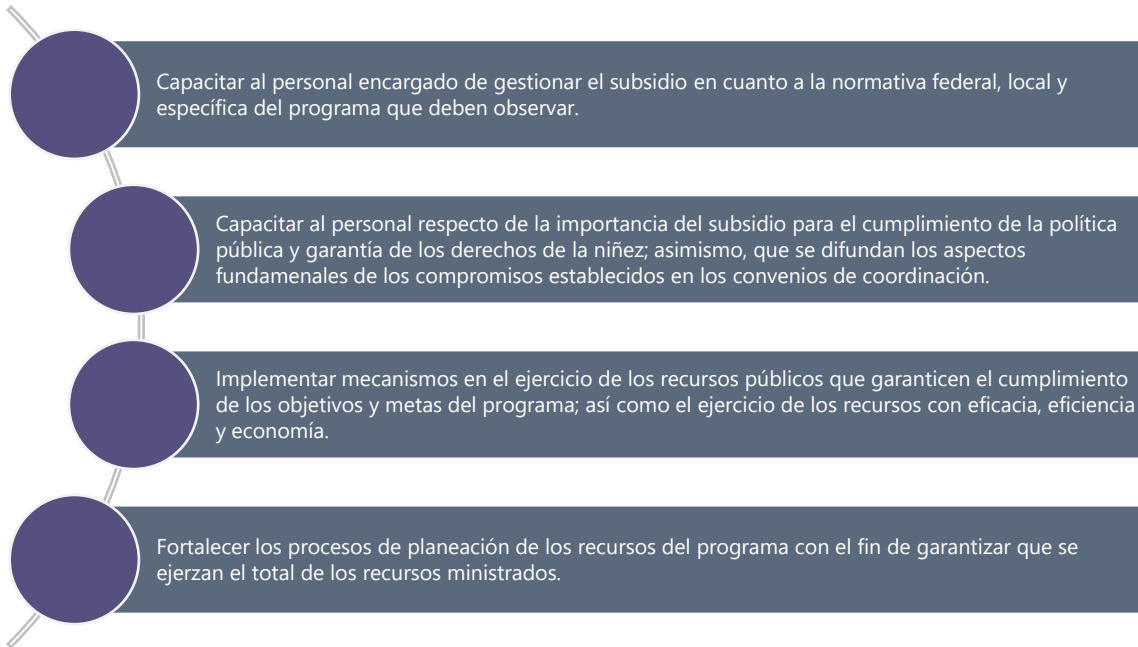 Capacitar al personal encargado de gestionar el subsidio en cuanto a la normativa federal, local y
específica del programa que deben observar.
Capacitar al personal respecto de la importancia del subsidio para el cumplimiento de la política
pública y garantía de los derechos de la niñez; asimismo, que se difundan los aspectos
fundamenales de los compromisos establecidos en los convenios de coordinación.
Implementar mecanismos en el ejercicio de los recursos públicos que garanticen el cumplimiento
de los objetivos y metas del programa; así como el ejercicio de los recursos con eficacia, eficiencia
y economía.
Fortalecer los procesos de planeación de los recursos del programa con el fin de garantizar que se
ejerzan el total de los recursos ministrados.